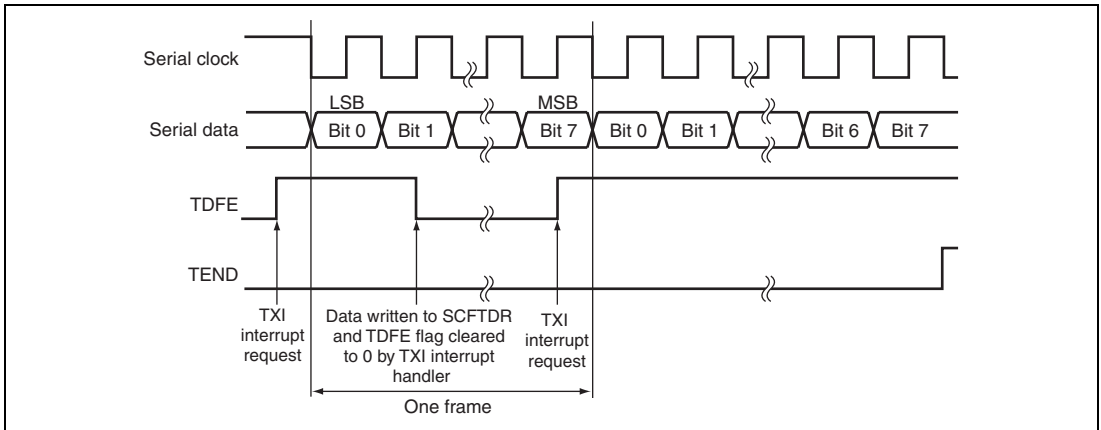 Serial clock
LSB
MSB
Serial data
Bit 0
Bit 1
Bit 7
Bit 0
Bit 1
Bit 6
Bit 7
TDFE
TEND
TXI
interrupt
request
Data written to SCFTDR
and TDFE flag cleared
to 0 by TXI interrupt
handler
TXI
interrupt
request
One frame